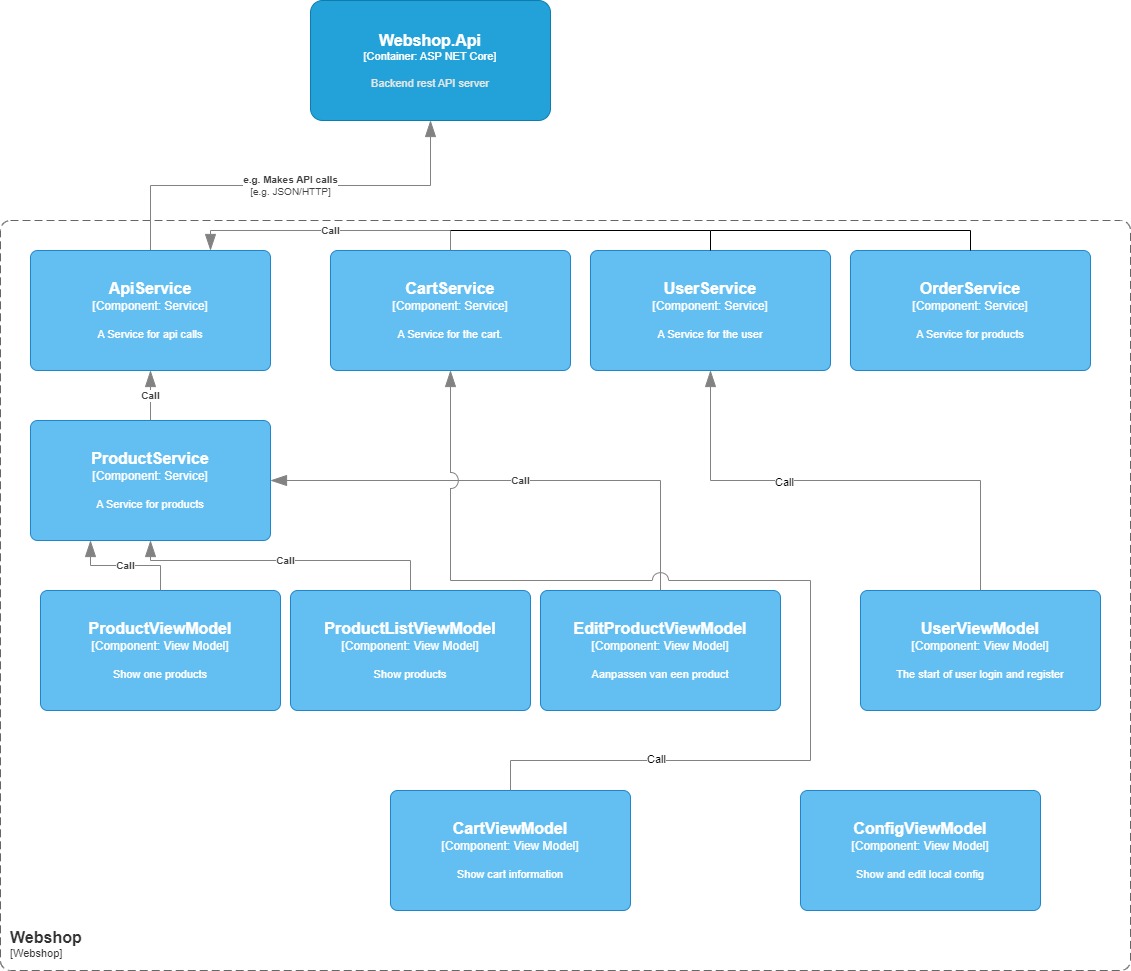 Webshop.Api
[Container: ASP NET Core]
Backend rest API server
e.g. Makes API calls
[e.g. JSON/HTTP]
Call
ApiService
[Component: Service]
A Service for api calls
CartService
[Component: Service]
A Service for the cart.
UserService
[Component: Service]
A Service for the user
OrderService
[Component: Service]
A Service for products
Call
ProductService
[Component: Service]
A Service for products
Call
Call
Call
Call
ProductViewModel
[Component: View Model]
Show one products
ProductListViewModel
[Component: View Model]
Show products
EditProductViewModel
[Component: View Model]
Aanpassen van een product
UserViewModel
[Component: View Model]
The start of user login and register
Call
CartViewModel
[Component: View Model]
Show cart information
ConfigViewModel
[Component: View Model]
Show and edit local config
Webshop
[Webshop]